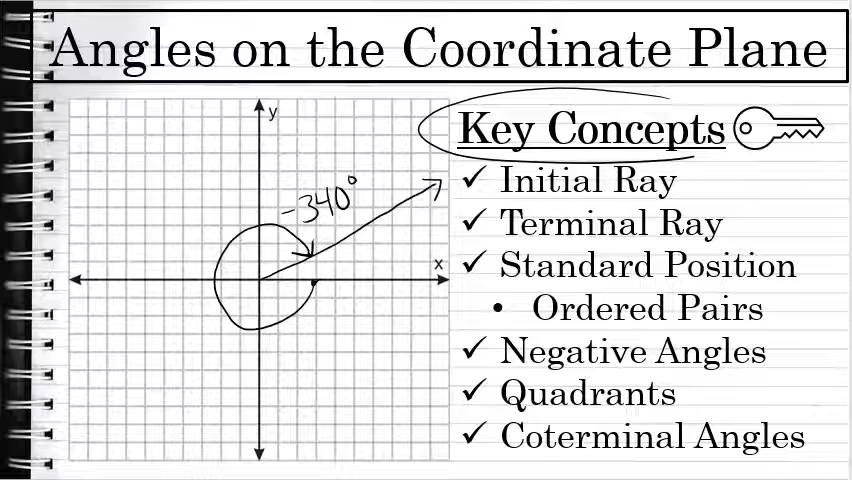 Angles on the Coordinate Plane
y
-340°
x
Key Concepts
✓ Initial Ray
✓ Terminal Ray
✓ Standard Position
• Ordered Pairs
✓ Negative Angles
✓ Quadrants
✓ Coterminal Angles